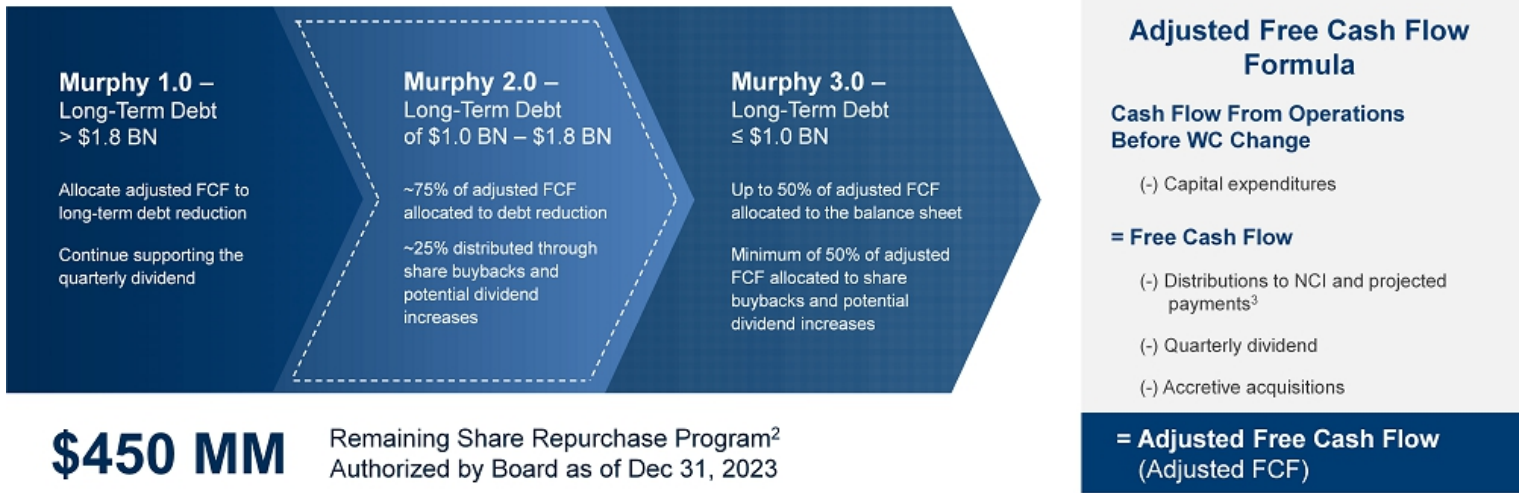 Murphy 1.0 –
Long-Term Debt
> $1.8 BN
Allocate adjusted FCF to
long-term debt reduction
Continue supporting the
quarterly dividend
Murphy 2.0 –
Long-Term Debt
of $1.0 BN – $1.8 BN
~75% of adjusted FCF
allocated to debt reduction
~25% distributed through
share buybacks and
potential dividend
increases
Murphy 3.0 –
Long-Term Debt
≤ $1.0 BN
Up to 50% of adjusted FCF
allocated to the balance sheet
Minimum of 50% of adjusted
FCF allocated to share
buybacks and potential
dividend increases
$450 MM
Remaining Share Repurchase Program²
Authorized by Board as of Dec 31, 2023
Adjusted Free Cash Flow
Formula
Cash Flow From Operations
Before WC Change
(-) Capital expenditures
= Free Cash Flow
(-) Distributions to NCI and projected
payments³
(-) Quarterly dividend
(-) Accretive acquisitions
= Adjusted Free Cash Flow
(Adjusted FCF)